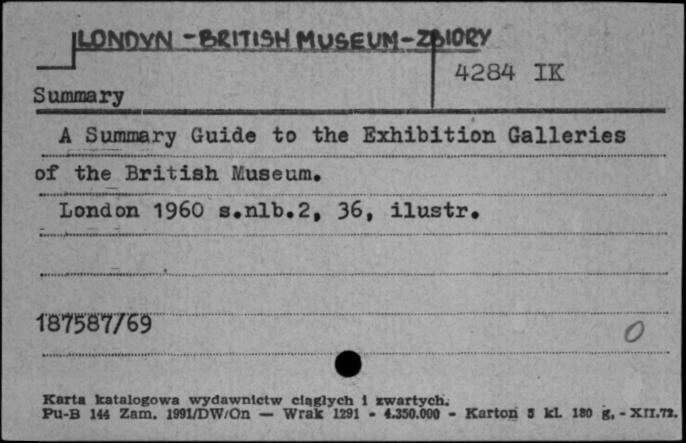 LONDYN - BRITISH MUSEUM - ZBIORY
4284 IK
Summary
A Summary Guide to the Exhibition Galleries
of the British Museum.
London 1960 s.nlb.2, 36, ilustr.
187587/69
0
Karta katalogowa wydawnictw ciągłych i zwartych.
Pu-B 144 Zam. 1991/DW/On — Wrak 1291 - 4.350.000 - Karton 5 kl. 180 g. - XII.72.